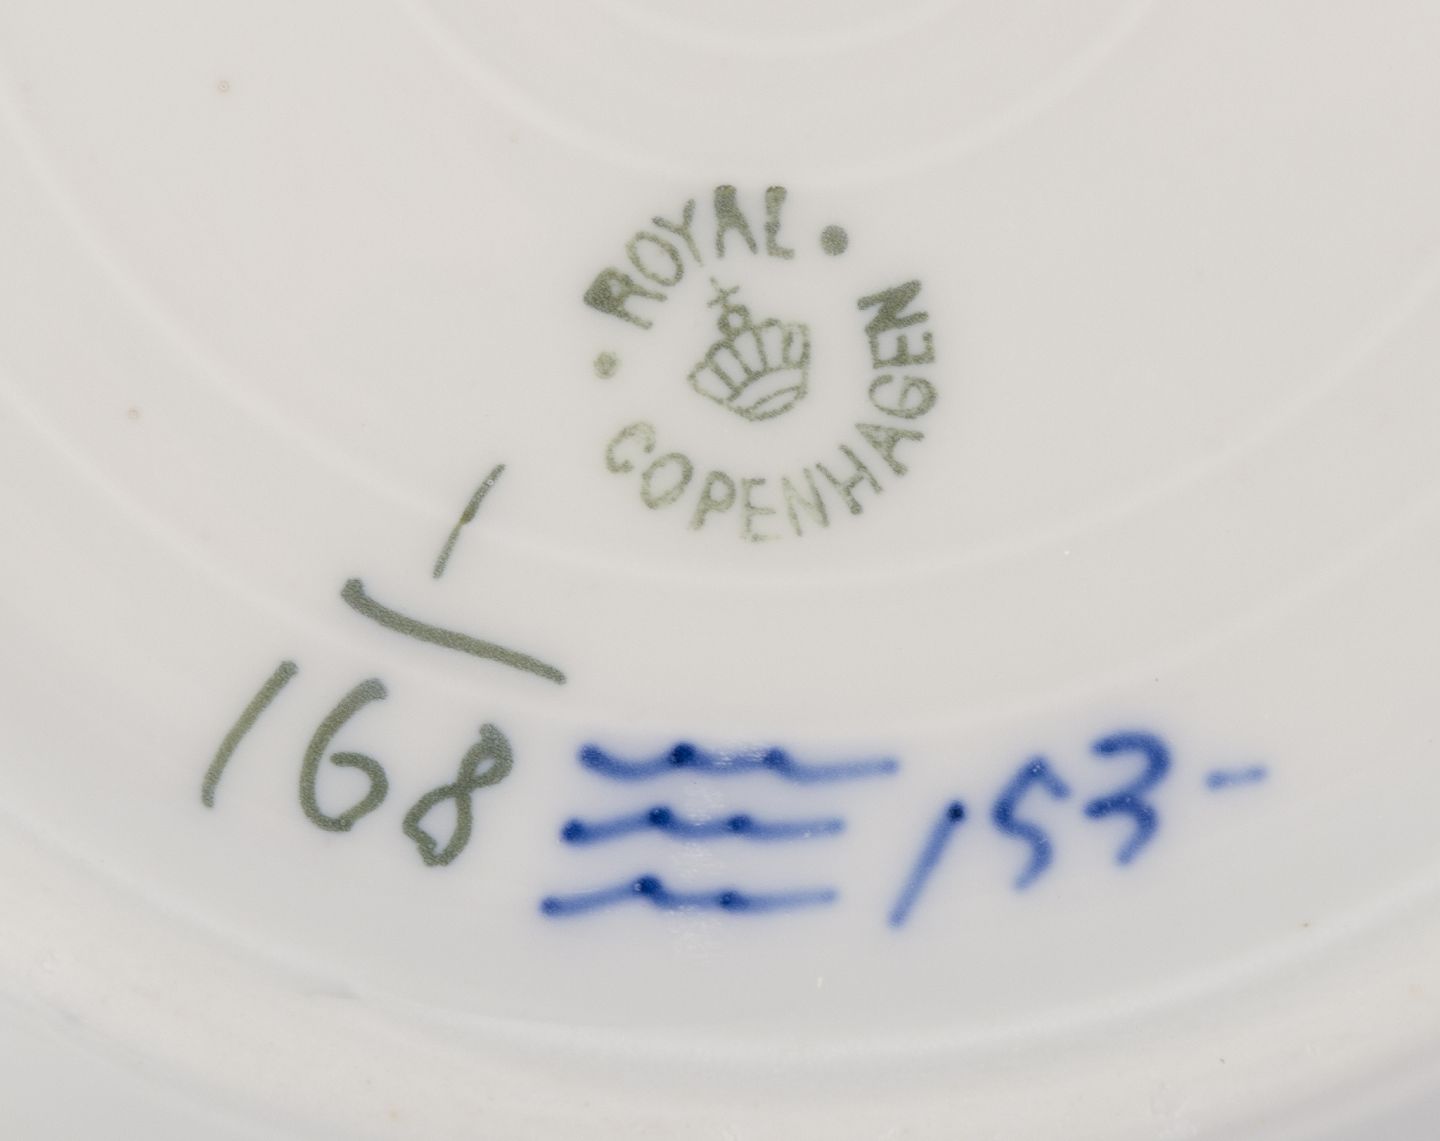 ROYAL
COPENHAGEN
1
168
153-